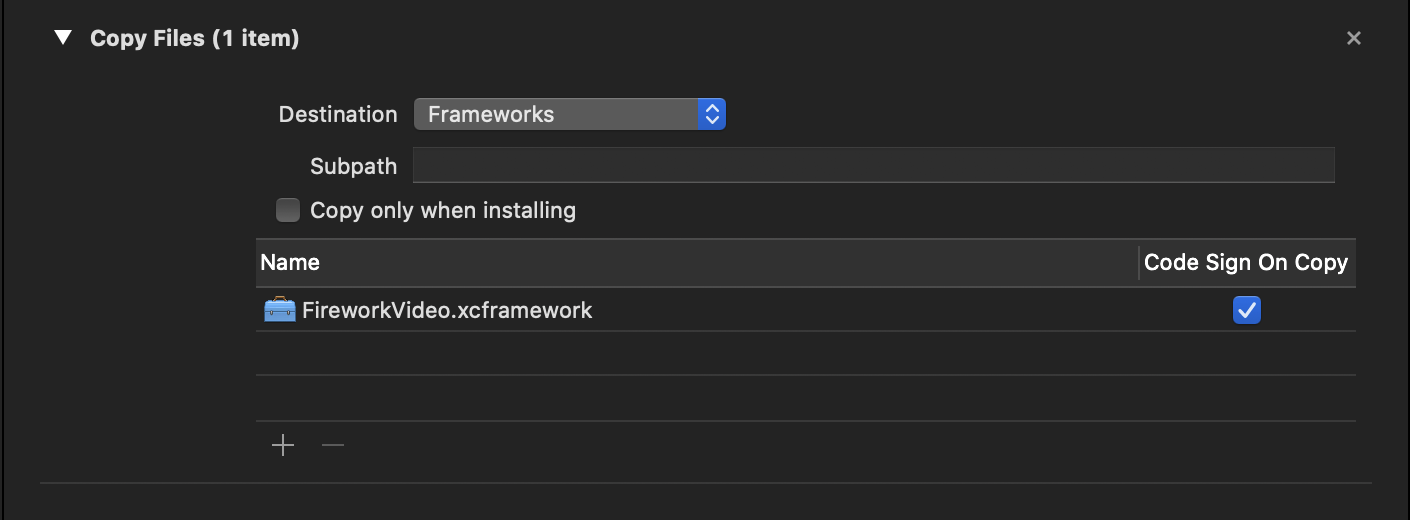 Copy Files (1 item)
Destination Frameworks
Subpath
Copy only when installing
Name Code Sign On Copy
FireworkVideo.xcframework